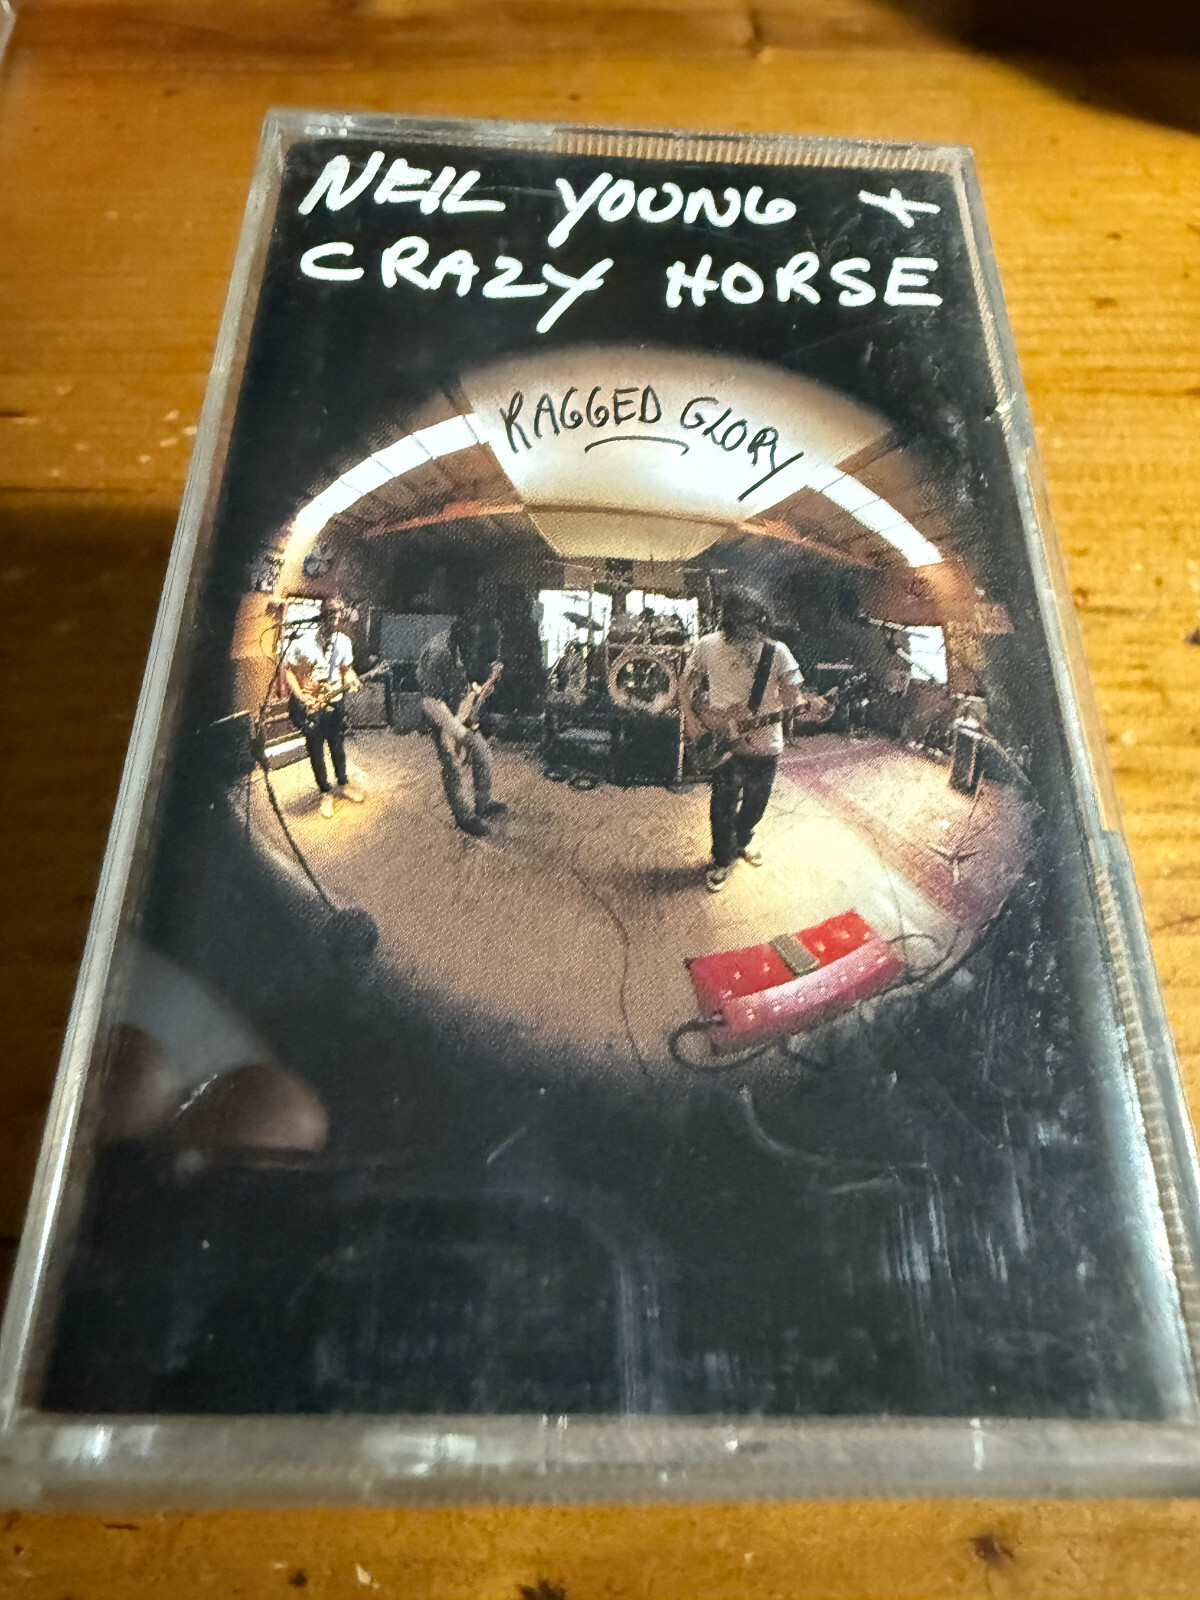 NEIL YOUNG +
CRAZY HORSE
RAGGED GLORY